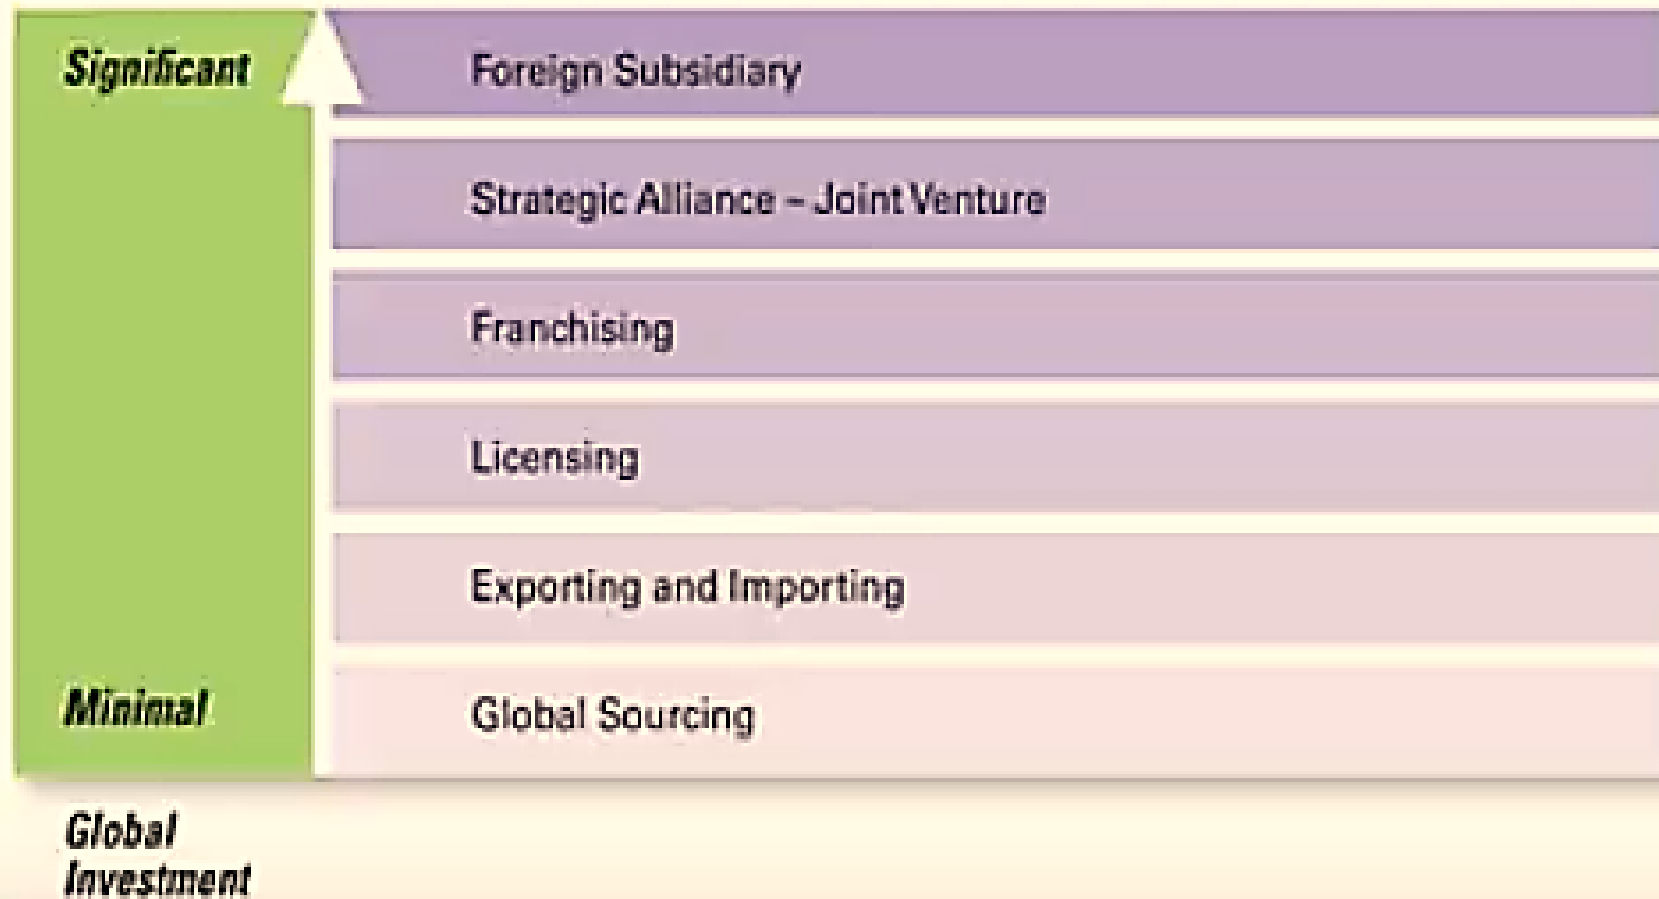 Significant
Foreign Subsidiary
Strategic Alliance – Joint Venture
Franchising
Licensing
Exporting and Importing
Minimal
Global Sourcing
Global
Investment